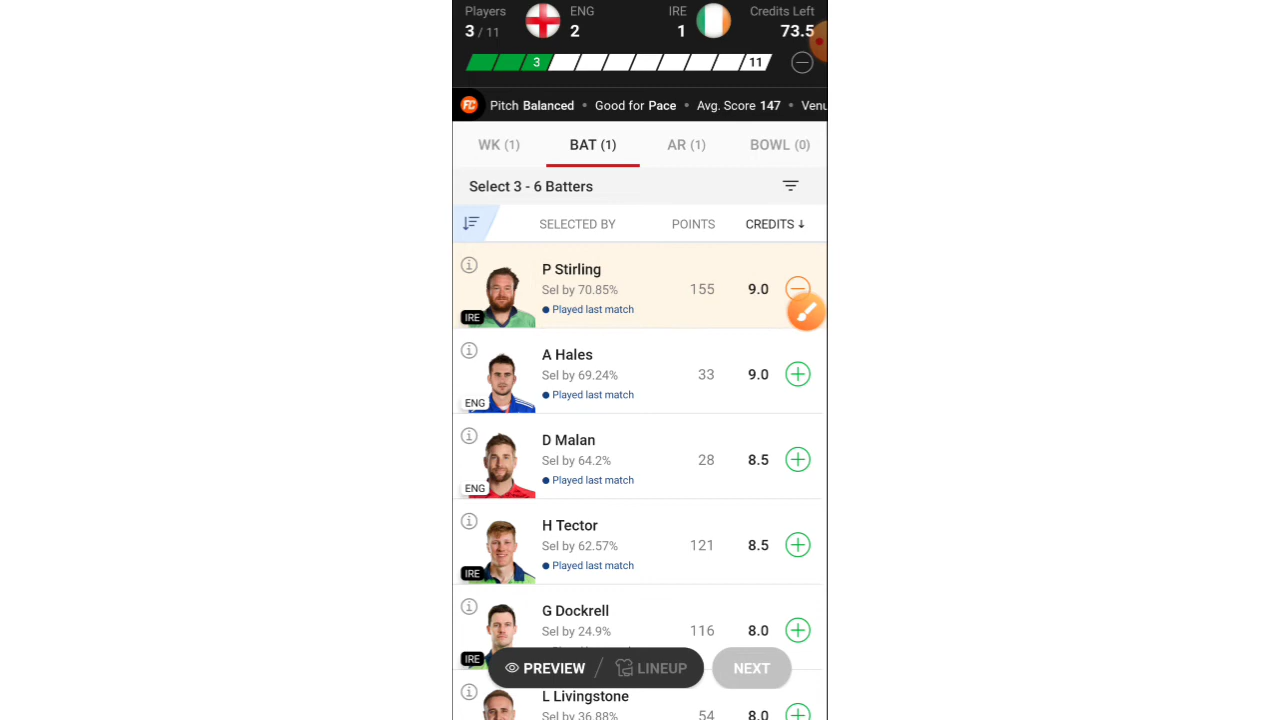 Players ENG IRE Credits Left
3 / 11 2 1 73.5
3 11
FC Pitch Balanced • Good for Pace • Avg. Score 147 • Venu
WK (1) BAT (1) AR (1) BOWL (0)
Select 3 - 6 Batters
SELECTED BY POINTS CREDITS ↓
P Stirling
Sel by 70.85% 155 9.0
Played last match
IRE
A Hales
Sel by 69.24% 33 9.0
Played last match
ENG
D Malan
Sel by 64.2% 28 8.5
Played last match
ENG
H Tector
Sel by 62.57% 121 8.5
Played last match
IRE
G Dockrell
Sel by 24.9% 116 8.0
IRE
PREVIEW / LINEUP NEXT
L Livingstone
Sel by 36.88% 54 8.0